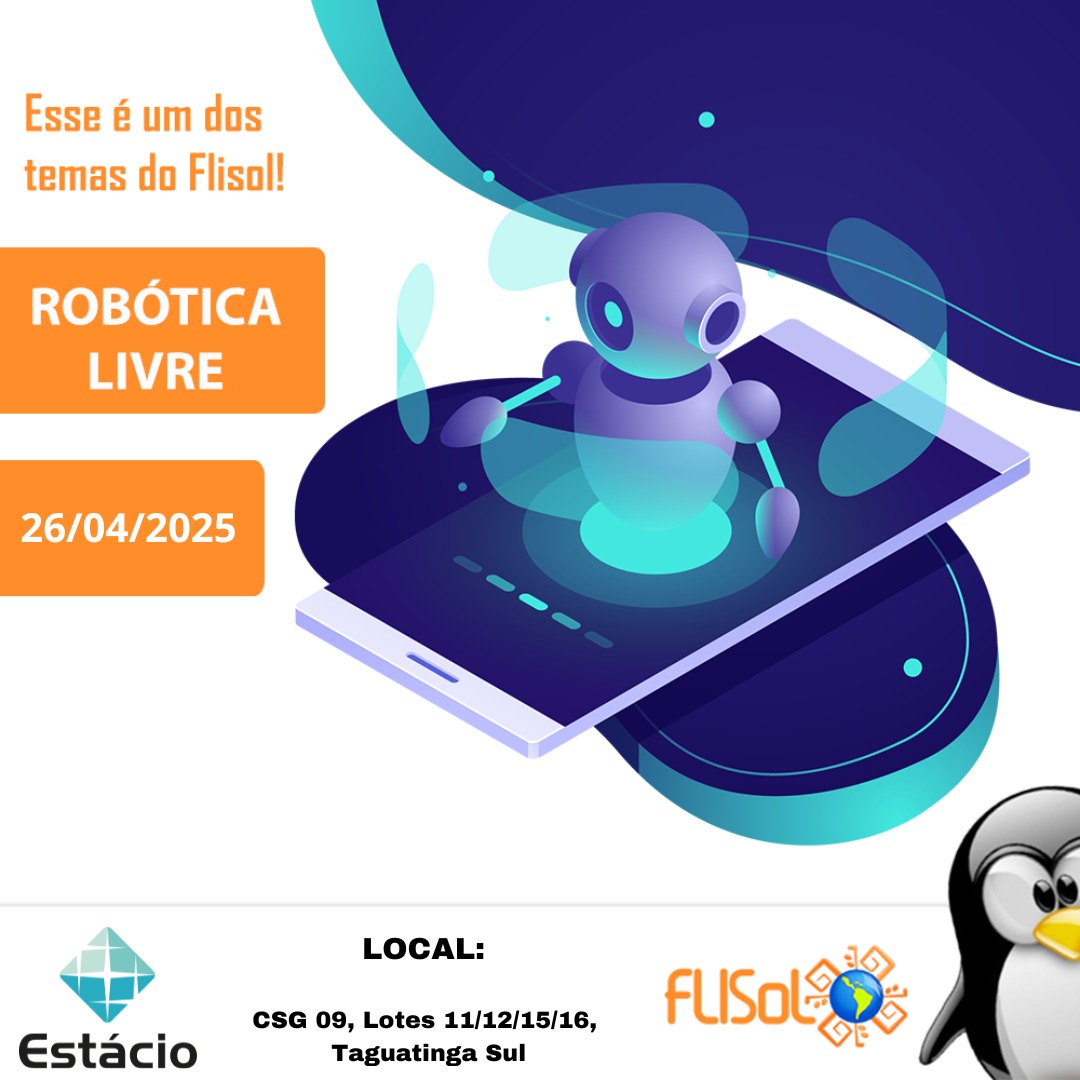 Esse é um dos
temas do Flisol!
ROBÓTICA
LIVRE
26/04/2025
Estácio
LOCAL:
CSG 09, Lotes 11/12/15/16,
Taguatinga Sul
FLISoL